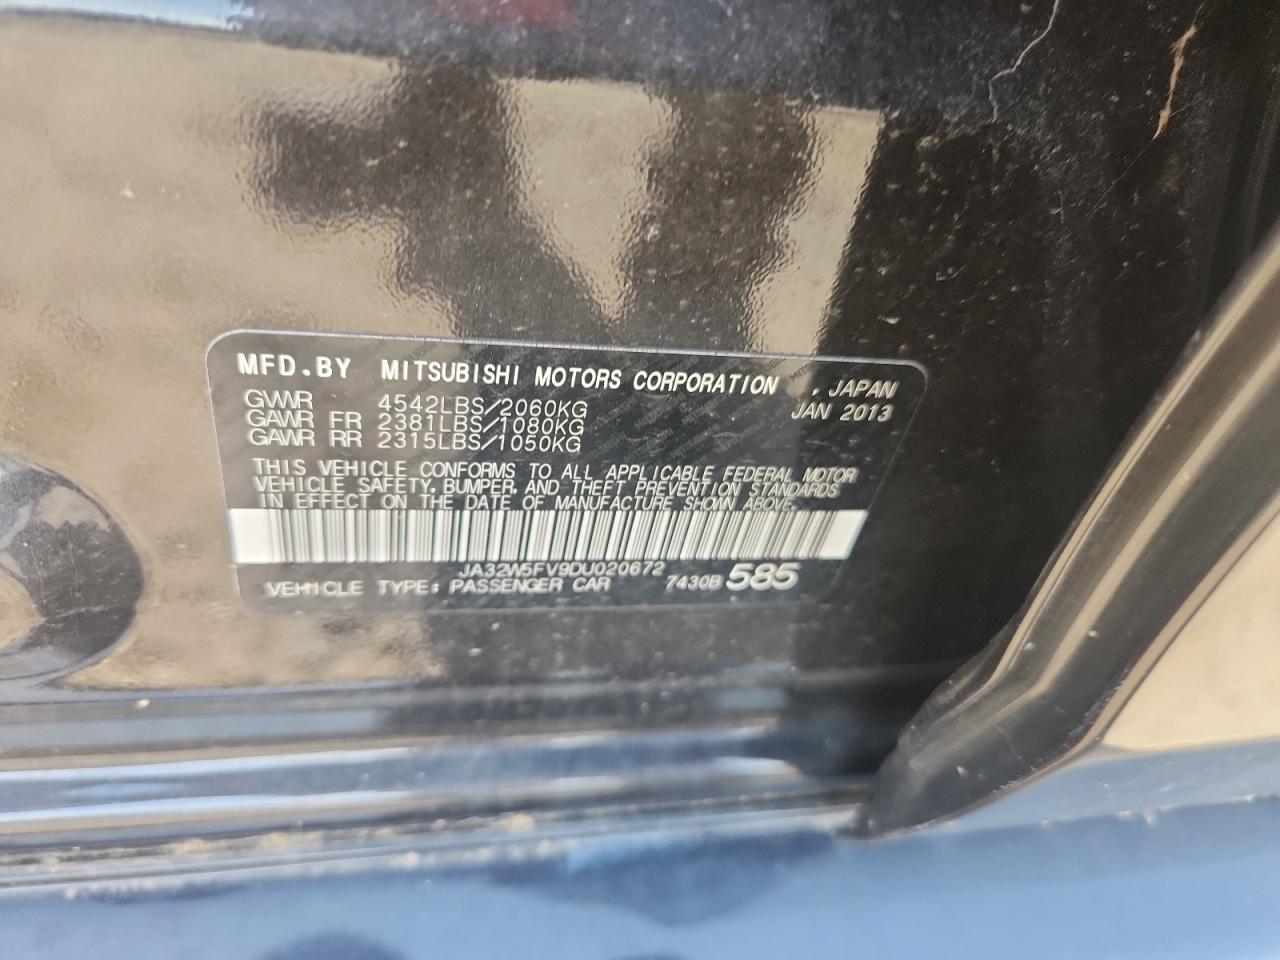 MFD.BY MITSUBISHI MOTORS CORPORATION , JAPAN
GVWR 4542LBS/2060KG JAN 2013
GAWR FR 2381LBS/1080KG
GAWR RR 2315LBS/1050KG
THIS VEHICLE CONFORMS TO ALL APPLICABLE FEDERAL MOTOR
VEHICLE SAFETY, BUMPER, AND THEFT PREVENTION STANDARDS
IN EFFECT ON THE DATE OF MANUFACTURE SHOWN ABOVE.
JA32W5FV9DU020672
VEHICLE TYPE: PASSENGER CAR 7430B 585